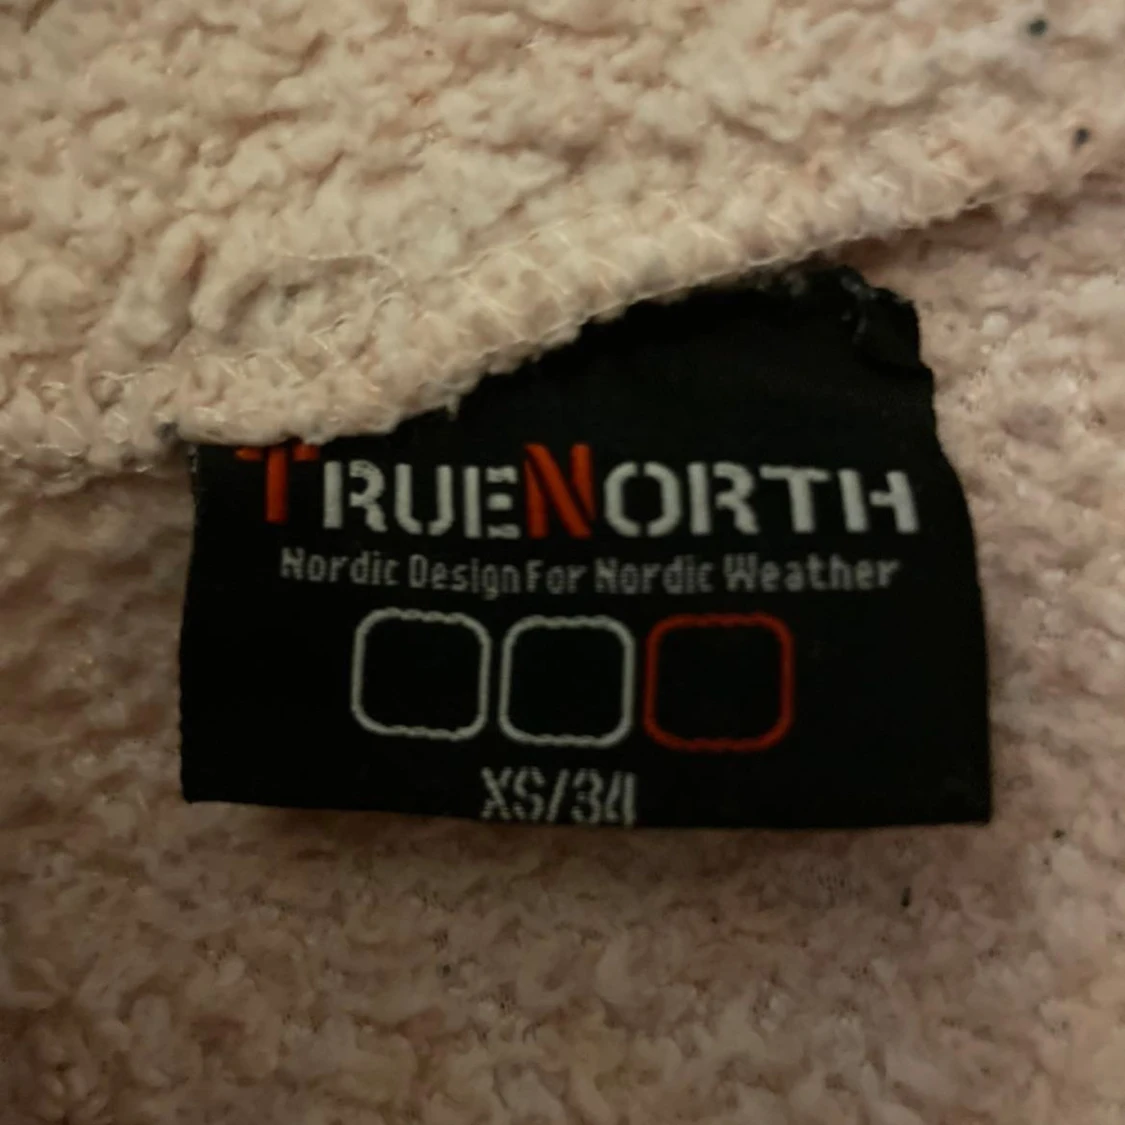 TRUENORTH
Nordic Design For Nordic Weather
XS/34